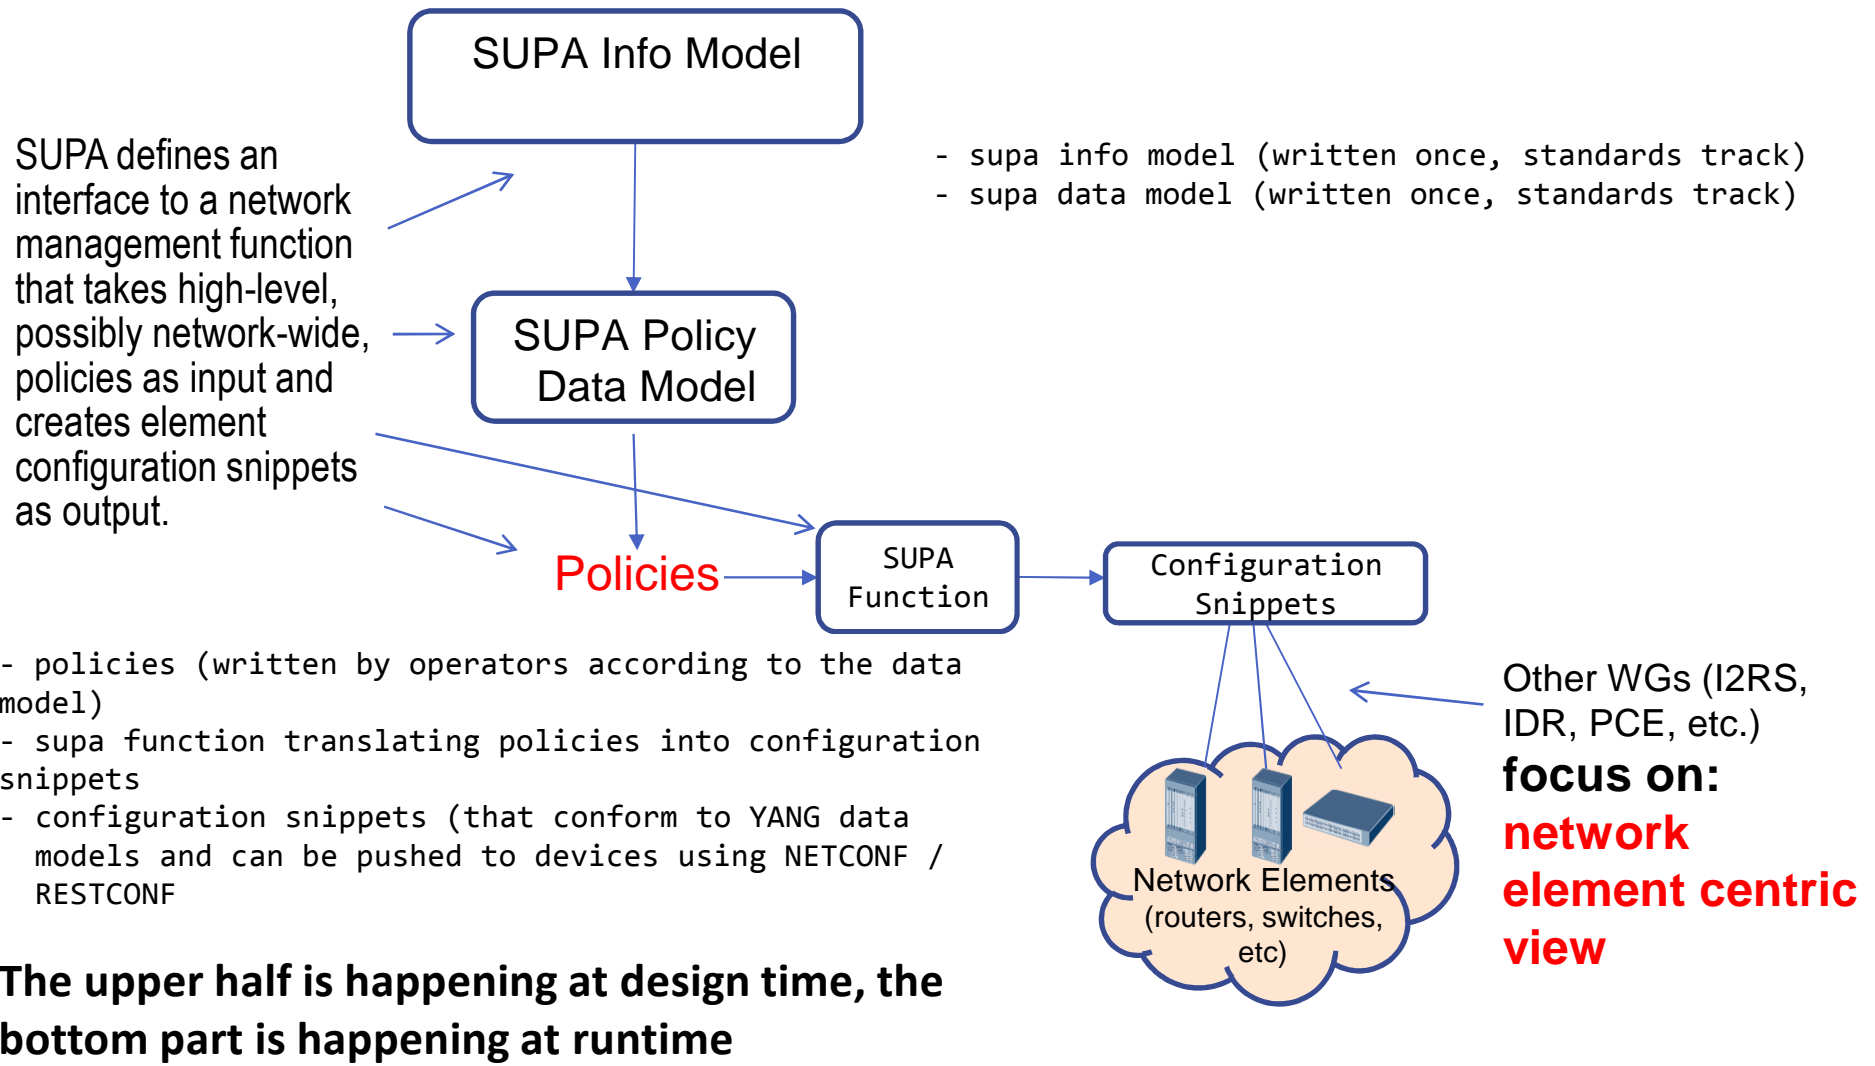 SUPA Info Model
SUPA defines an
interface to a network
management function
that takes high-level,
possibly network-wide,
policies as input and
creates element
configuration snippets
as output.
- supa info model (written once, standards track)
- supa data model (written once, standards track)
SUPA Policy
Data Model
Policies
SUPA
Function
Configuration
Snippets
- policies (written by operators according to the data
model)
- supa function translating policies into configuration
snippets
- configuration snippets (that conform to YANG data
models and can be pushed to devices using NETCONF /
RESTCONF
Other WGs (I2RS,
IDR, PCE, etc.)
focus on:
network
element centric
view
Network Elements
(routers, switches,
etc)
The upper half is happening at design time, the
bottom part is happening at runtime